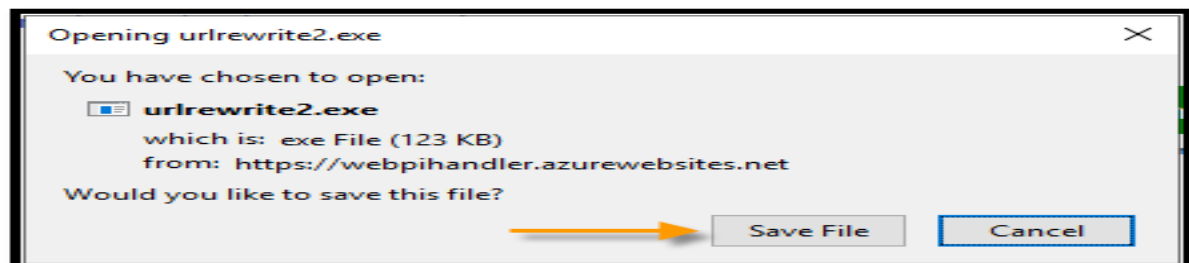 Opening urlrewrite2.exe
You have chosen to open:
urlrewrite2.exe
which is: exe File (123 KB)
from: https://webpihandler.azurewebsites.net
Would you like to save this file?
Save File Cancel